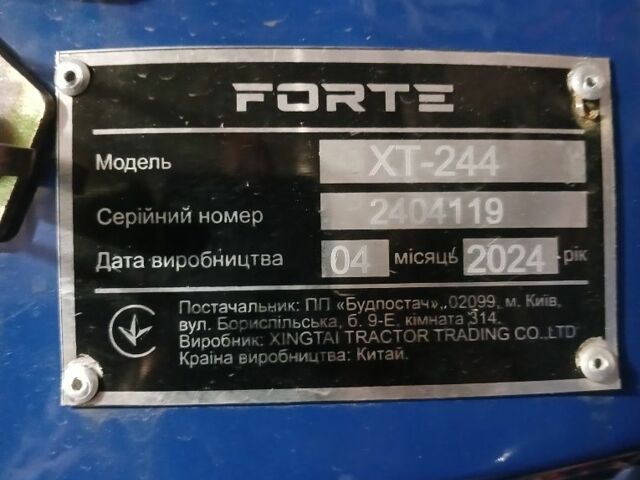 FORTE
Модель XT-244
Серійний номер 2404119
Дата виробництва 04 місяць 2024 рік
Постачальник: ПП «Будпостач», 02099, м. Київ,
вул. Бориспільська, б. 9-Е, кімната 314.
Виробник: XINGTAI TRACTOR TRADING CO.,LTD
Країна виробництва: Китай.